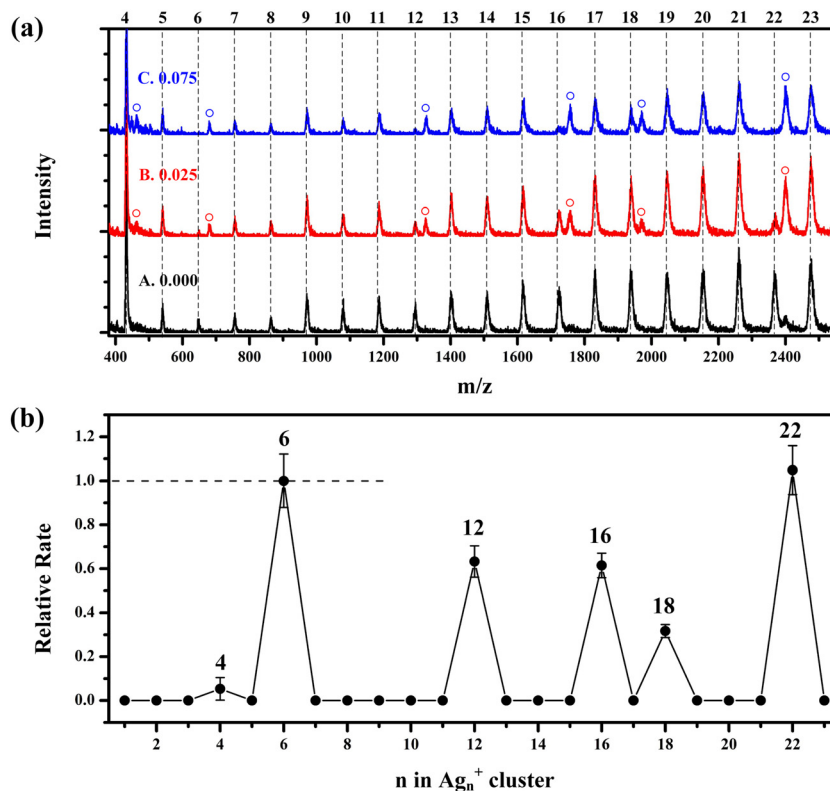 (a)
4 5 6 7 8 9 10 11 12 13 14 15 16 17 18 19 20 21 22 23
C. 0.075
B. 0.025
A. 0.000
Intensity
400 600 800 1000 1200 1400 1600 1800 2000 2200 2400
m/z
(b)
1.2
1.0
0.8
0.6
0.4
0.2
0.0
Relative Rate
6
22
12
16
18
4
2 4 6 8 10 12 14 16 18 20 22
n in Agₙ⁺ cluster